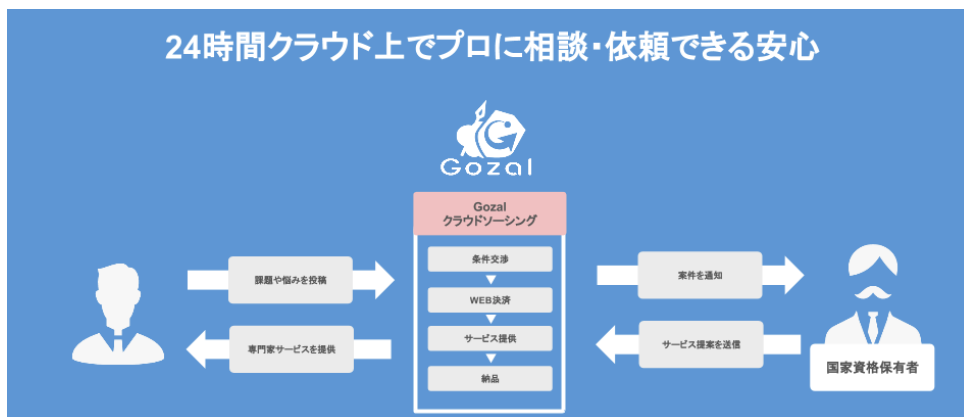 24時間クラウド上でプロに相談・依頼できる安心
Gozal
Gozal
クラウドソーシング
条件交渉
課題や悩みを投稿
案件を通知
WEB決済
サービス提供
専門家サービスを提供
サービス提案を送信
納品
国家資格保有者